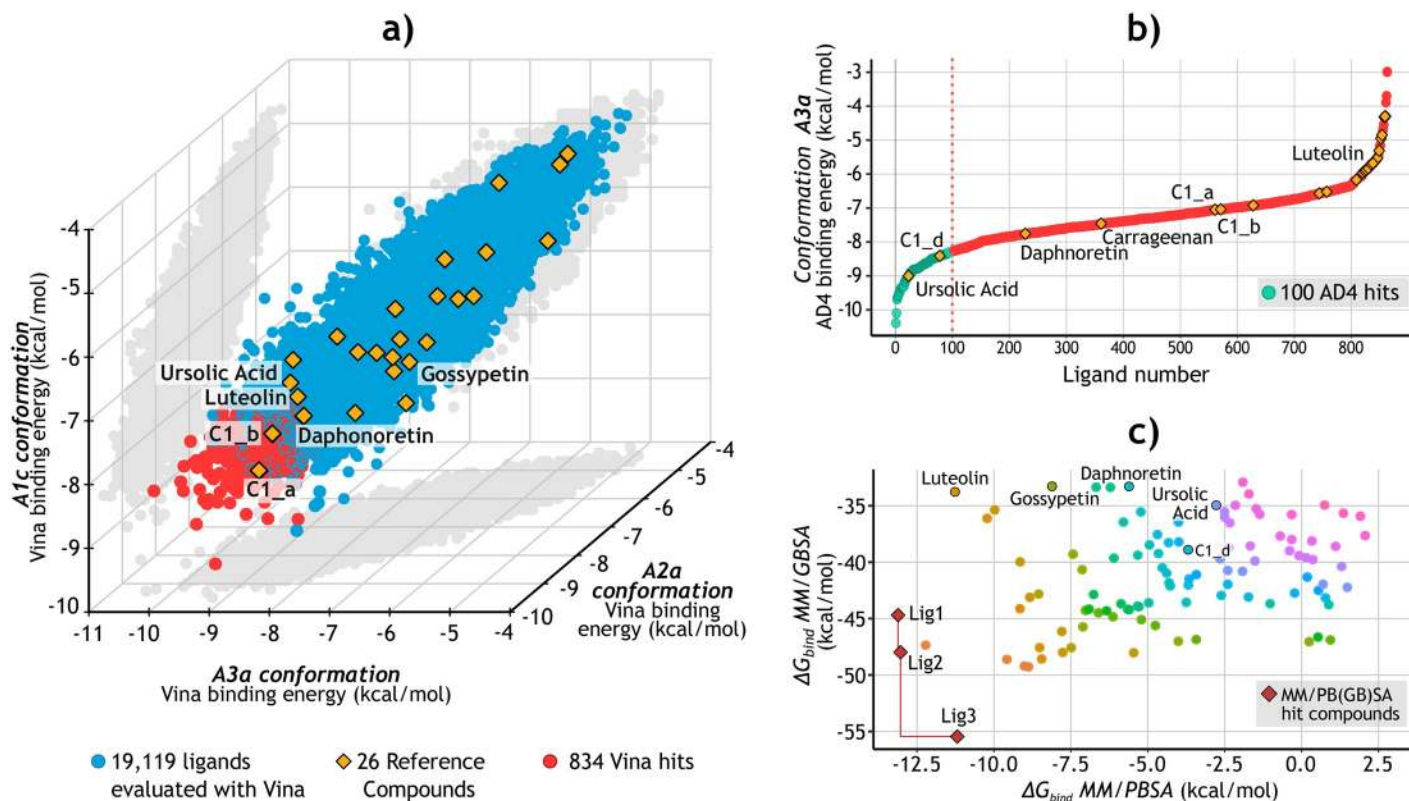 a)
A1c conformation
Vina binding energy (kcal/mol)
-4
-5
-6
-7
-8
-9
-10
-11
-10
-9
-8
-7
-6
-5
-4
A3a conformation
Vina binding energy (kcal/mol)
-10
-9
-8
-7
-6
-5
-4
A2a
conformation
Vina binding
energy (kcal/mol)
Ursolic Acid
Luteolin
C1_b
C1_a
Gossypetin
Daphonoretin
19,119 ligands
evaluated with Vina
26 Reference
Compounds
834 Vina hits
b)
Conformation A3a
AD4 binding energy (kcal/mol)
-3
-4
-5
-6
-7
-8
-9
-10
Luteolin
C1_a
C1_b
C1_d
Daphnoretin
Carrageenan
Ursolic Acid
100 AD4 hits
0
100
200
300
400
500
600
700
800
Ligand number
c)
ΔGbind MM/GBSA
(kcal/mol)
-35
-40
-45
-50
-55
Luteolin
Gossypetin
Daphnoretin
Ursolic
Acid
C1_d
Lig1
Lig2
Lig3
MM/PB(GB)SA
hit compounds
-12.5
-10.0
-7.5
-5.0
-2.5
0.0
2.5
ΔGbind MM/PBSA (kcal/mol)